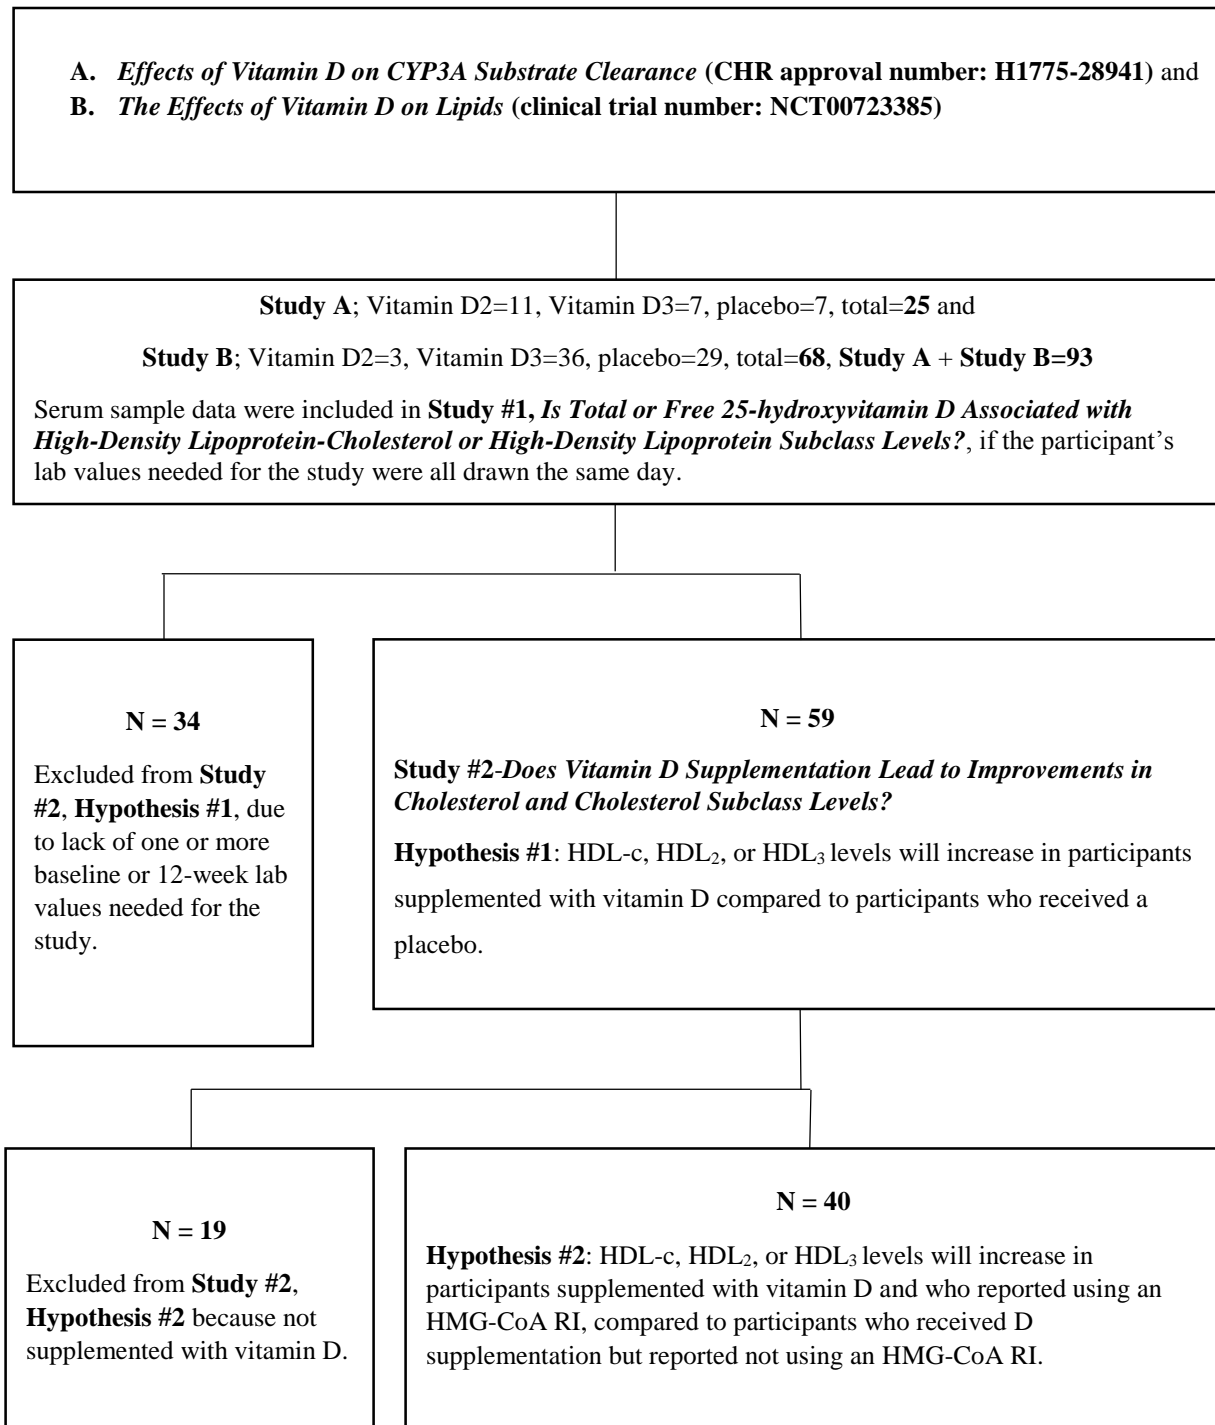 A. Effects of Vitamin D on CYP3A Substrate Clearance (CHR approval number: H1775-28941) and
B. The Effects of Vitamin D on Lipids (clinical trial number: NCT00723385)
Study A; Vitamin D2=11, Vitamin D3=7, placebo=7, total=25 and
Study B; Vitamin D2=3, Vitamin D3=36, placebo=29, total=68, Study A + Study B=93
Serum sample data were included in Study #1, Is Total or Free 25-hydroxyvitamin D Associated with
High-Density Lipoprotein-Cholesterol or High-Density Lipoprotein Subclass Levels?, if the participant’s
lab values needed for the study were all drawn the same day.
N = 34
Excluded from Study
#2, Hypothesis #1, due
to lack of one or more
baseline or 12-week lab
values needed for the
study.
N = 59
Study #2-Does Vitamin D Supplementation Lead to Improvements in
Cholesterol and Cholesterol Subclass Levels?
Hypothesis #1: HDL-c, HDL₂, or HDL₃ levels will increase in participants
supplemented with vitamin D compared to participants who received a
placebo.
N = 19
Excluded from Study #2,
Hypothesis #2 because not
supplemented with vitamin D.
N = 40
Hypothesis #2: HDL-c, HDL₂, or HDL₃ levels will increase in
participants supplemented with vitamin D and who reported using an
HMG-CoA RI, compared to participants who received D
supplementation but reported not using an HMG-CoA RI.